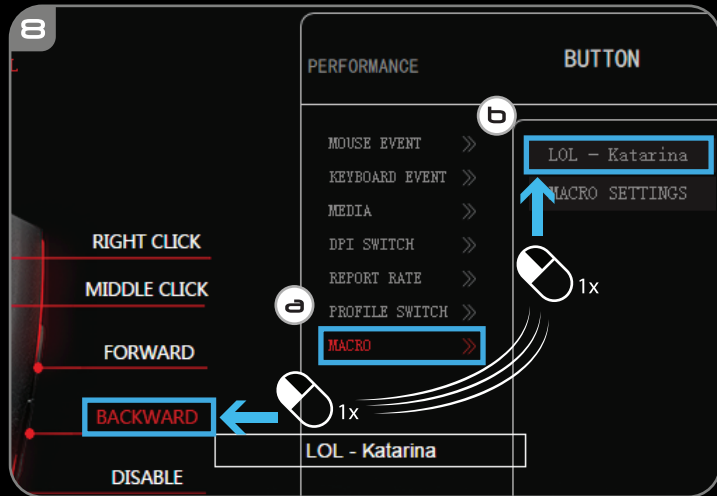 8
L
PERFORMANCE
BUTTON
b
MOUSE EVENT
LOL - Katarina
KEYBOARD EVENT
MACRO SETTINGS
MEDIA
RIGHT CLICK
DPI SWITCH
MIDDLE CLICK
REPORT RATE
1x
a
PROFILE SWITCH
FORWARD
MACRO
BACKWARD
1x
LOL - Katarina
DISABLE